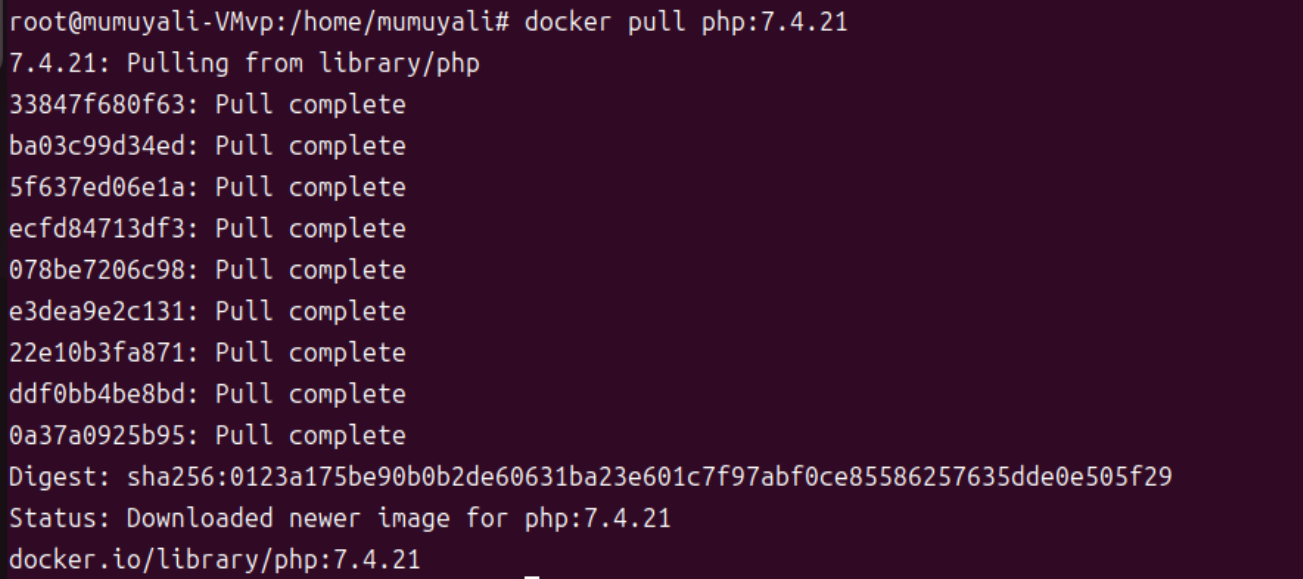 root@mumuyali-VMvp:/home/mumuyali# docker pull php:7.4.21
7.4.21: Pulling from library/php
33847f680f63: Pull complete
ba03c99d34ed: Pull complete
5f637ed06e1a: Pull complete
ecfd84713df3: Pull complete
078be7206c98: Pull complete
e3dea9e2c131: Pull complete
22e10b3fa871: Pull complete
ddf0bb4be8bd: Pull complete
0a37a0925b95: Pull complete
Digest: sha256:0123a175be90b0b2de60631ba23e601c7f97abf0ce85586257635dde0e505f29
Status: Downloaded newer image for php:7.4.21
docker.io/library/php:7.4.21